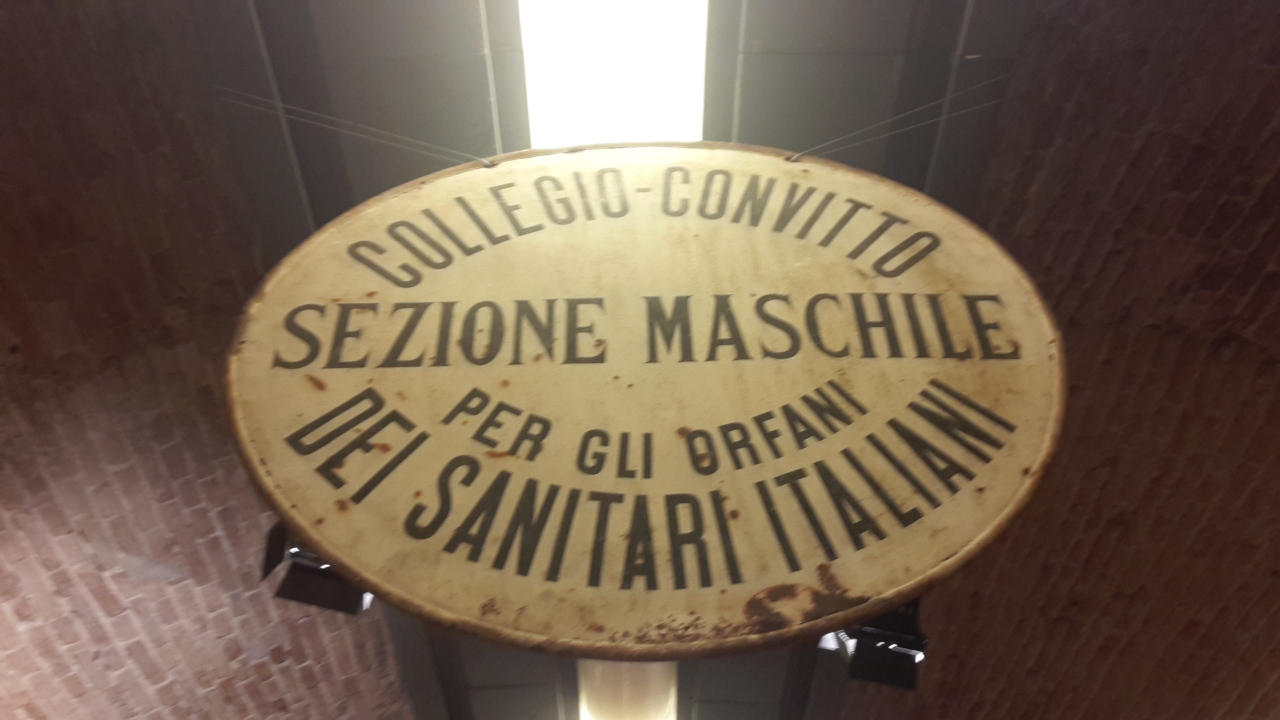 COLLEGIO-CONVITTO
SEZIONE MASCHILE
PER GLI ORFANI
DEI SANITARI ITALIANI